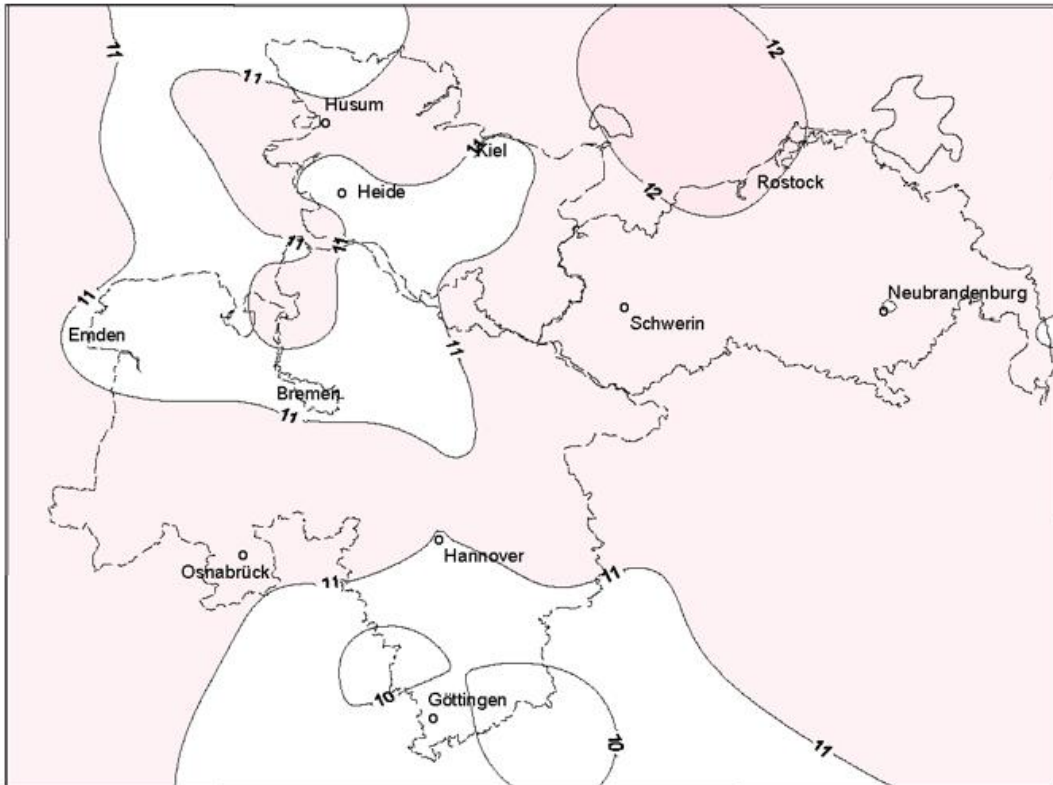 12
11
11
Husum
11
Kiel
Heide
12
Rostock
11
11
11
Neubrandenburg
Schwerin
Emden
11
Bremen
11
Hannover
Osnabrück
11
11
10
Göttingen
10
11